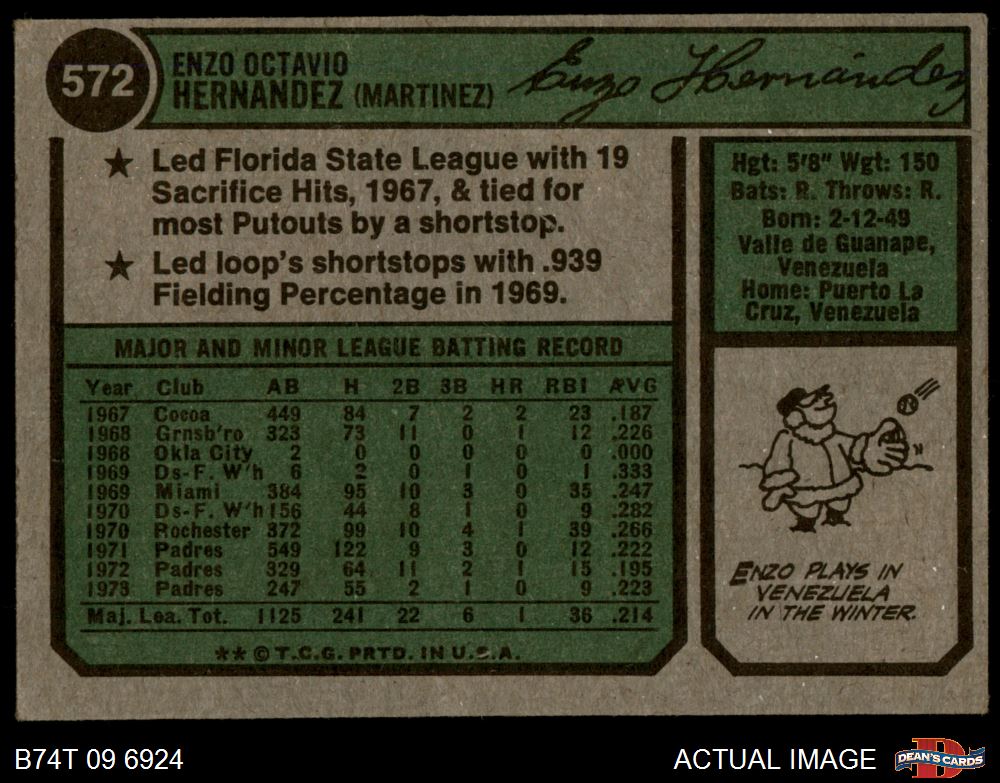 572
ENZO OCTAVIO
HERNANDEZ (MARTINEZ)
Enzo Hernández
★ Led Florida State League with 19
Sacrifice Hits, 1967, & tied for
most Putouts by a shortstop.
★ Led loop's shortstops with .939
Fielding Percentage in 1969.
Hgt: 5'8" Wgt: 150
Bats: R. Throws: R.
Born: 2-12-49
Valle de Guanape,
Venezuela
Home: Puerto La
Cruz, Venezuela
MAJOR AND MINOR LEAGUE BATTING RECORD
Year Club AB H 2B 3B HR RBI AVG
1967 Cocoa 449 84 7 2 2 23 .187
1968 Grnsb'ro 323 73 11 0 1 12 .226
1968 Okla City 2 0 0 0 0 0 .000
1969 Ds-F. W'h 6 2 0 1 0 1 .333
1969 Miami 384 95 10 3 0 35 .247
1970 Ds-F. W'h 156 44 8 1 0 9 .282
1970 Rochester 372 99 10 4 1 39 .266
1971 Padres 549 122 9 3 0 12 .222
1972 Padres 329 64 11 2 1 15 .195
1973 Padres 247 55 2 1 0 9 .223
Maj. Lea. Tot. 1125 241 22 6 1 36 .214
** © T.C.G. PRTD. IN U.S.A.
ENZO PLAYS IN
VENEZUELA
IN THE WINTER.
B74T 09 6924
ACTUAL IMAGE
D
DEAN'S CARDS